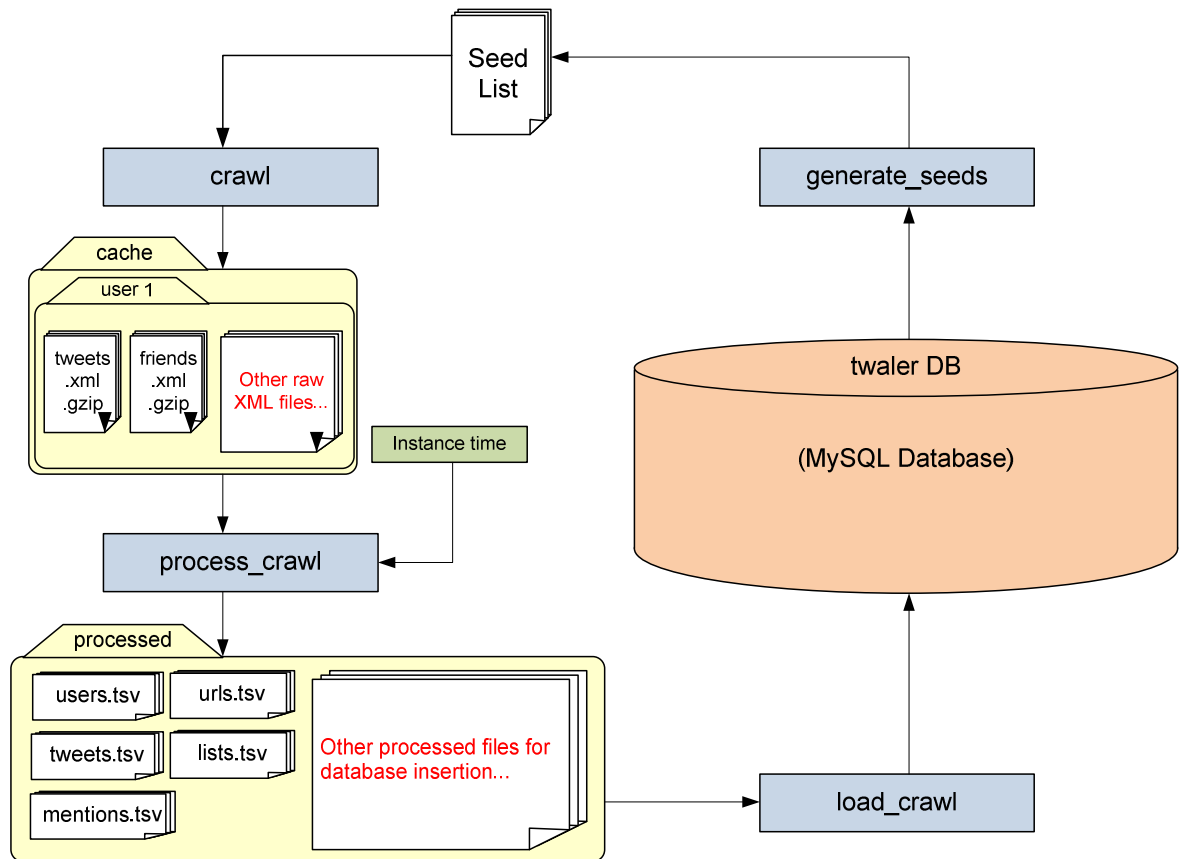 Seed
List
crawl
generate_seeds
cache
user 1
tweets
.xml
.gzip
friends
.xml
.gzip
Other raw
XML files...
Instance time
twaler DB
(MySQL Database)
process_crawl
processed
users.tsv
urls.tsv
tweets.tsv
lists.tsv
mentions.tsv
Other processed files for
database insertion...
load_crawl